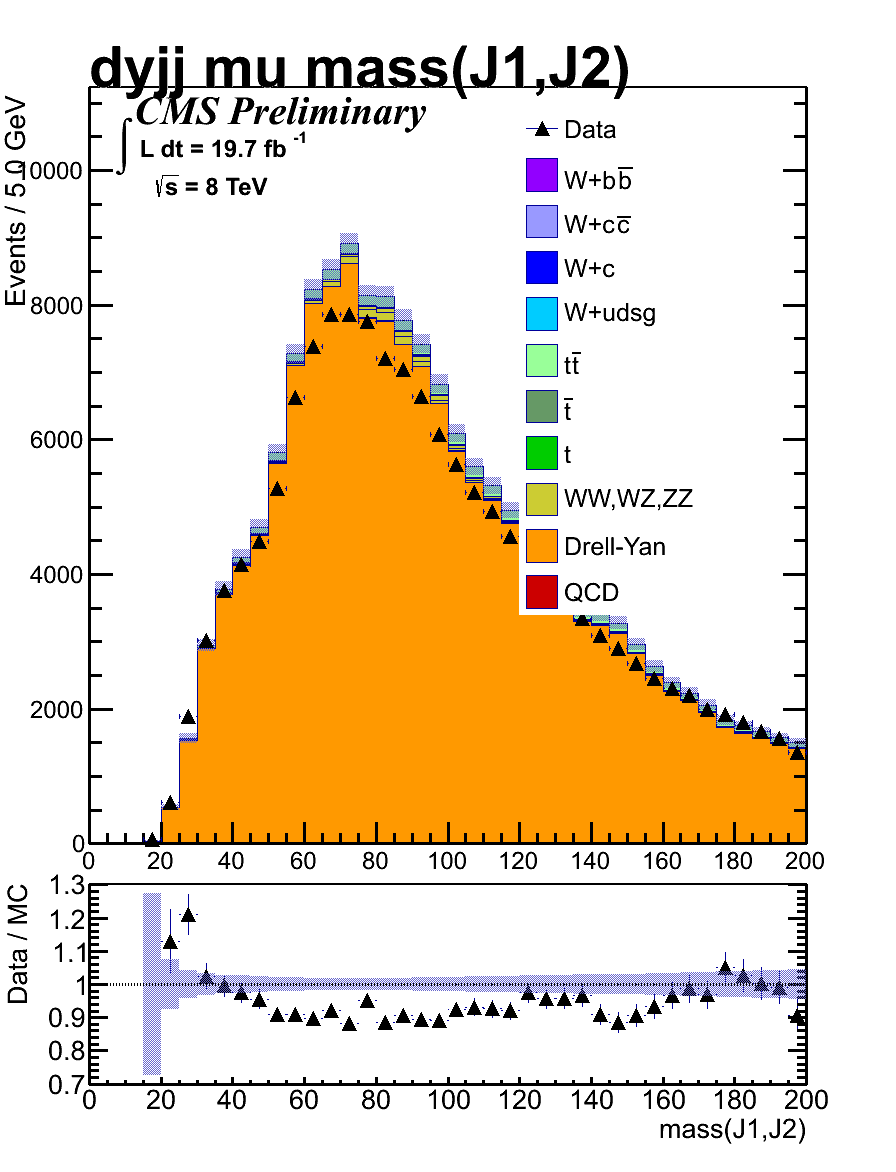 dyjj mu mass(J1,J2)
CMS Preliminary
∫ L dt = 19.7 fb⁻¹
√s = 8 TeV
Events / 5.0 GeV
10000
8000
6000
4000
2000
0
0 20 40 60 80 100 120 140 160 180 200
Data
W+bb̅
W+cc̅
W+c
W+udsg
tt̅
t̅
t
WW,WZ,ZZ
Drell-Yan
QCD
Data / MC
1.3
1.2
1.1
1
0.9
0.8
0.7
0 20 40 60 80 100 120 140 160 180 200
mass(J1,J2)